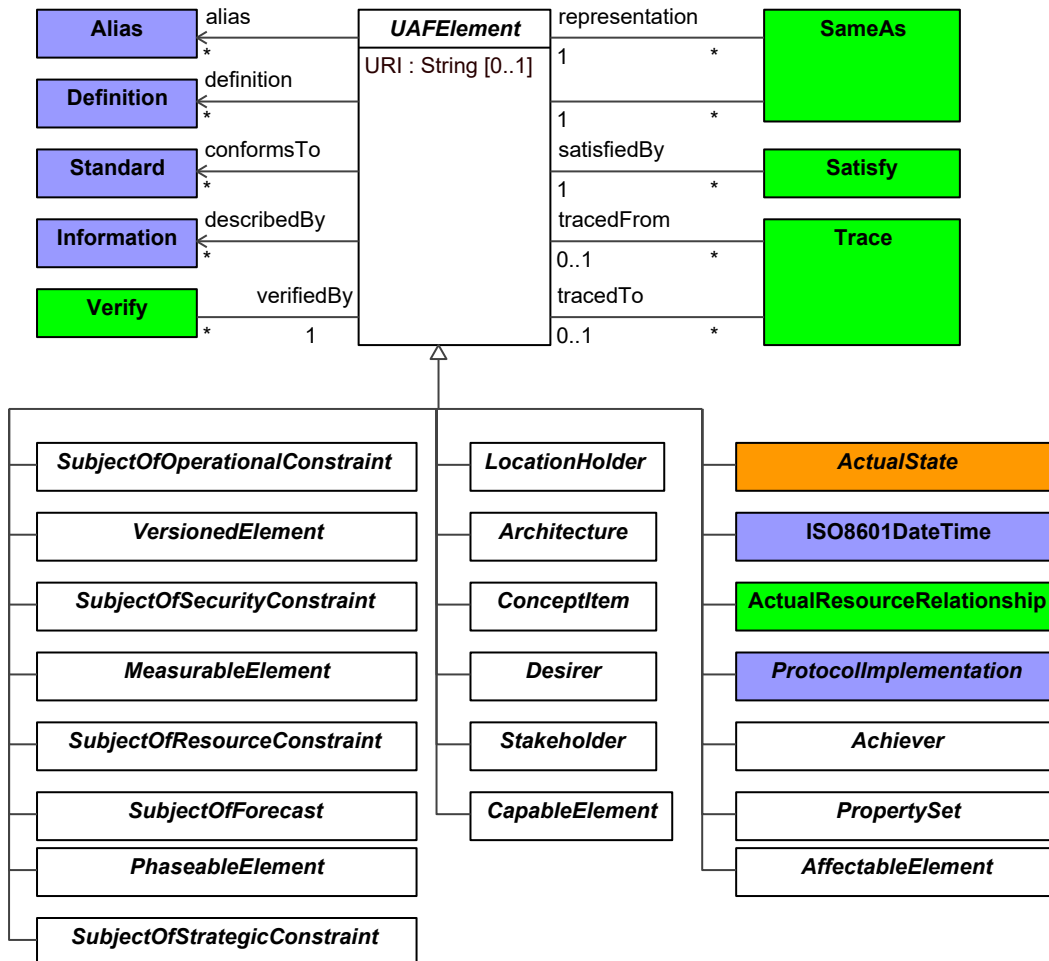 Alias
alias
*
UAFElement
URI : String [0..1]
representation
1
*
SameAs
Definition
definition
*
1
*
Standard
conformsTo
*
satisfiedBy
1
*
Satisfy
Information
describedBy
*
tracedFrom
0..1
*
Trace
Verify
*
verifiedBy
1
tracedTo
0..1
*
SubjectOfOperationalConstraint
LocationHolder
ActualState
VersionedElement
Architecture
ISO8601DateTime
SubjectOfSecurityConstraint
ConceptItem
ActualResourceRelationship
MeasurableElement
Desirer
ProtocolImplementation
SubjectOfResourceConstraint
Stakeholder
Achiever
SubjectOfForecast
CapableElement
PropertySet
PhaseableElement
AffectableElement
SubjectOfStrategicConstraint